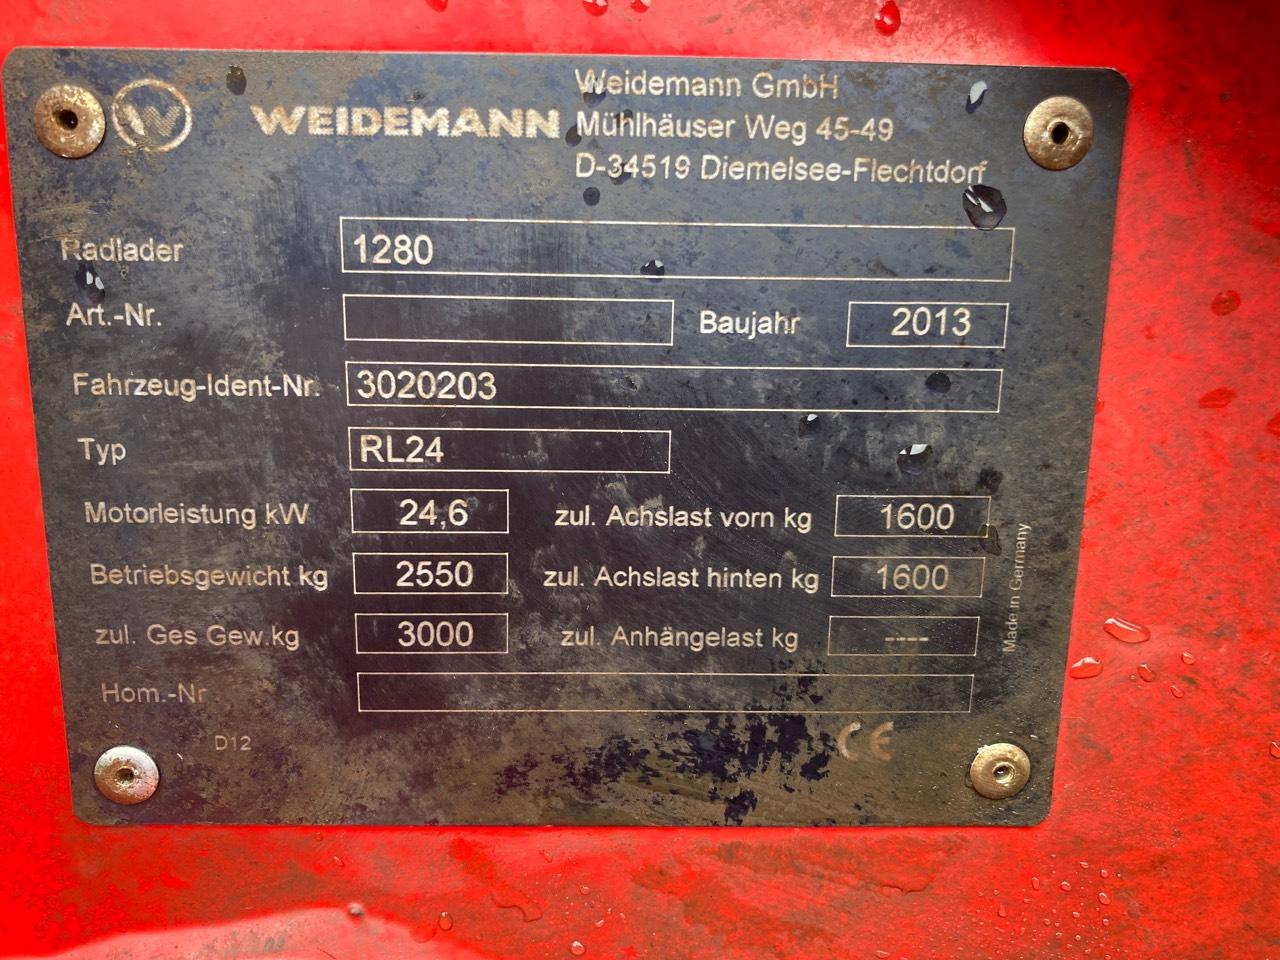 W WEIDEMANN
Weidemann GmbH
Mühlhäuser Weg 45-49
D-34519 Diemelsee-Flechtdorf
Radlader 1280
Art.-Nr. Baujahr 2013
Fahrzeug-Ident-Nr. 3020203
Typ RL24
Motorleistung kW 24,6 zul. Achslast vorn kg 1600
Betriebsgewicht kg 2550 zul. Achslast hinten kg 1600
zul. Ges Gew.kg 3000 zul. Anhängelast kg ----
Hom.-Nr
Made in Germany
D12 CE